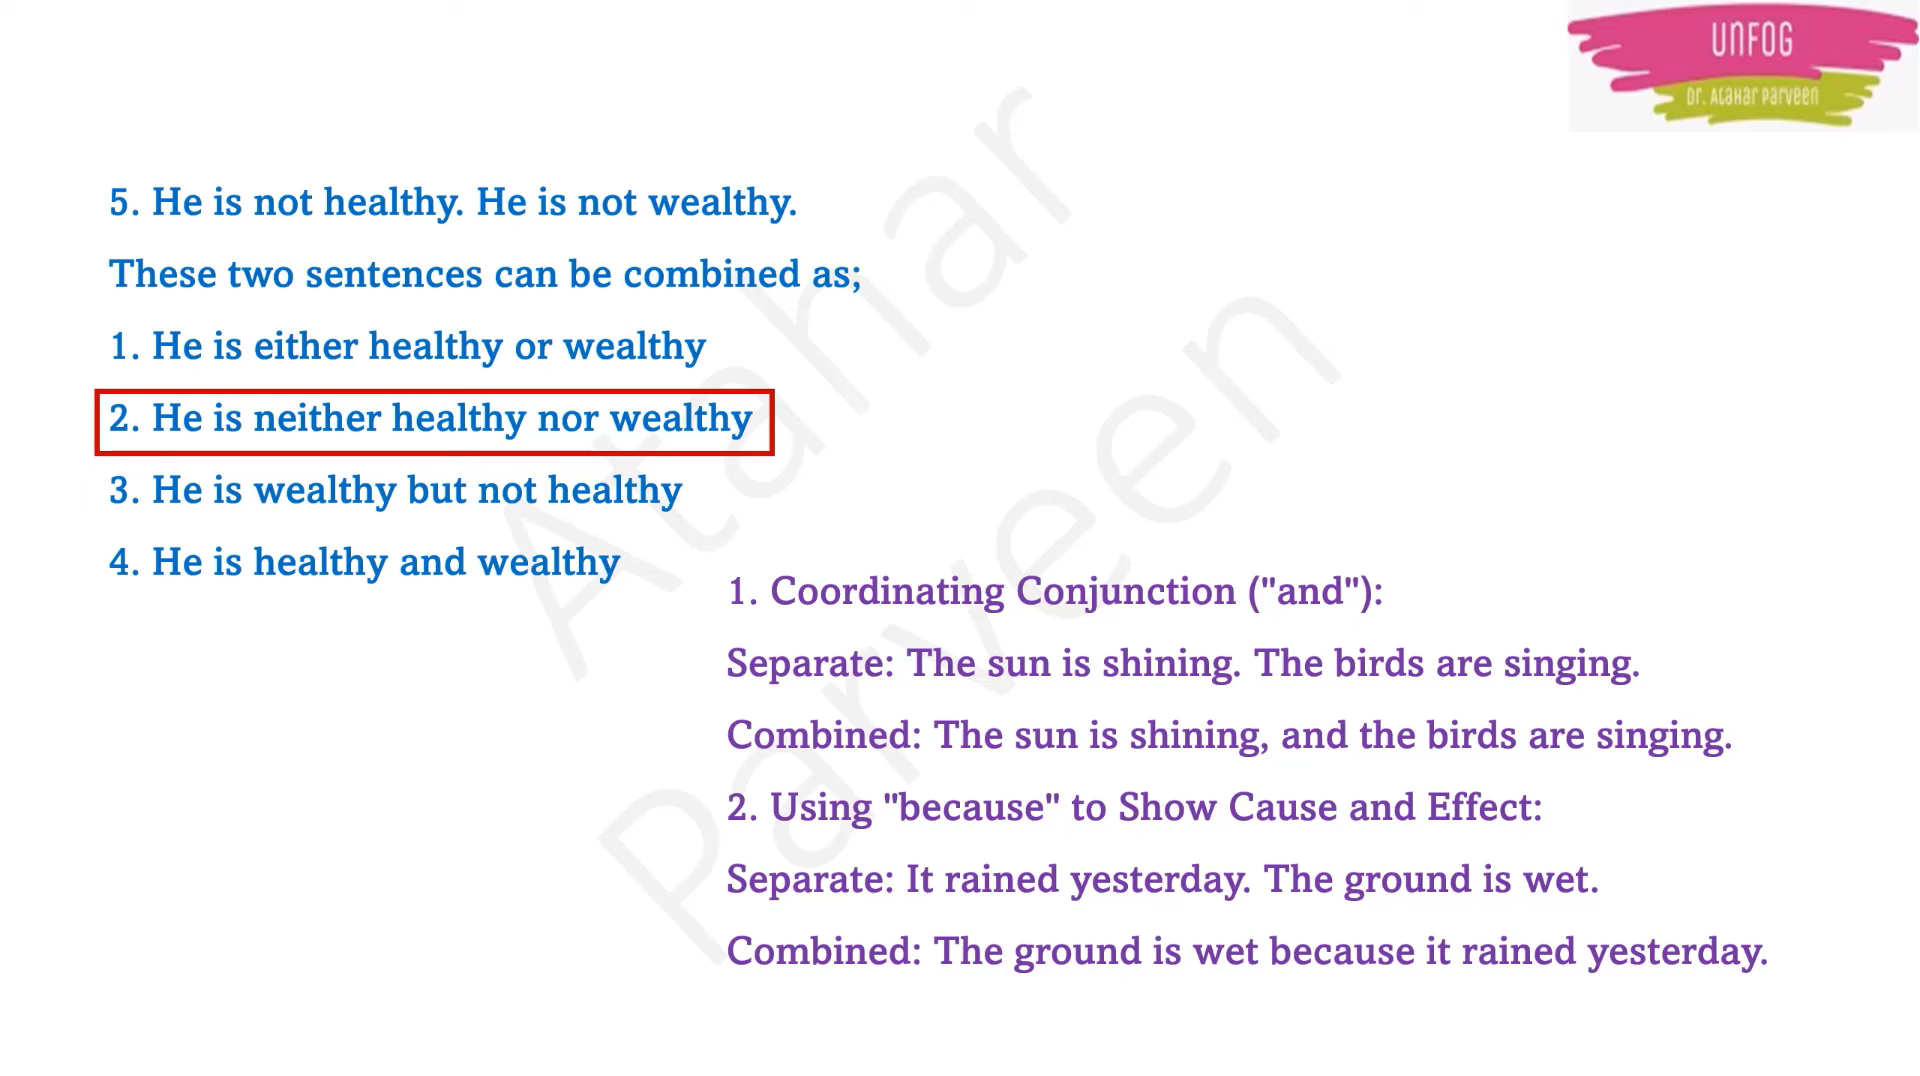 UNFOG
Dr. Atahar Parveen
5. He is not healthy. He is not wealthy.
These two sentences can be combined as;
1. He is either healthy or wealthy
2. He is neither healthy nor wealthy
3. He is wealthy but not healthy
4. He is healthy and wealthy
1. Coordinating Conjunction ("and"):
Separate: The sun is shining. The birds are singing.
Combined: The sun is shining, and the birds are singing.
2. Using "because" to Show Cause and Effect:
Separate: It rained yesterday. The ground is wet.
Combined: The ground is wet because it rained yesterday.
Atahar
Parveen